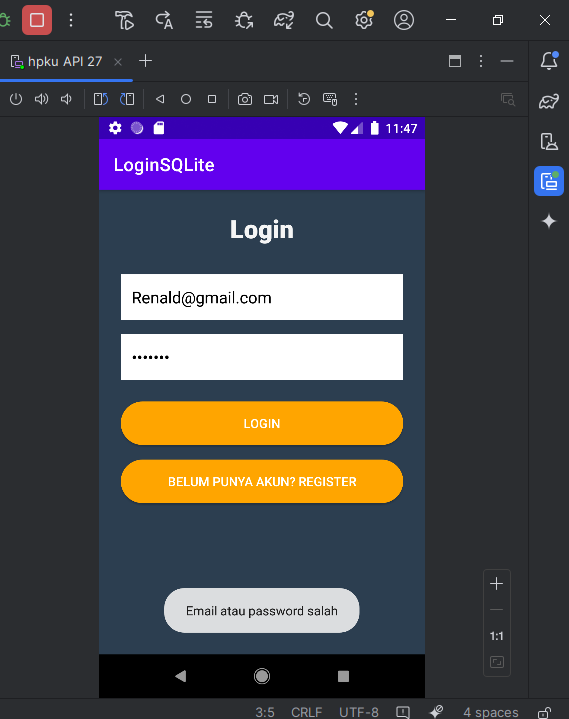 hpku API 27
11:47
LoginSQLite
Login
Renald@gmail.com
•••••••
LOGIN
BELUM PUNYA AKUN? REGISTER
Email atau password salah
1:1
3:5 CRLF UTF-8 4 spaces